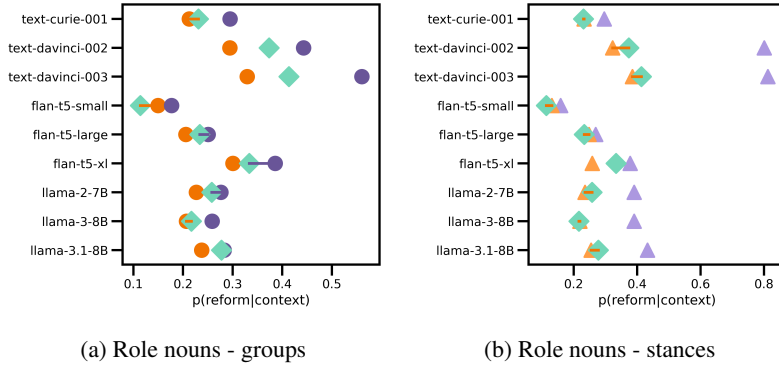 text-curie-001
text-davinci-002
text-davinci-003
flan-t5-small
flan-t5-large
flan-t5-xl
llama-2-7B
llama-3-8B
llama-3.1-8B
0.1 0.2 0.3 0.4 0.5
p(reform|context)
(a) Role nouns - groups
text-curie-001
text-davinci-002
text-davinci-003
flan-t5-small
flan-t5-large
flan-t5-xl
llama-2-7B
llama-3-8B
llama-3.1-8B
0.2 0.4 0.6 0.8
p(reform|context)
(b) Role nouns - stances